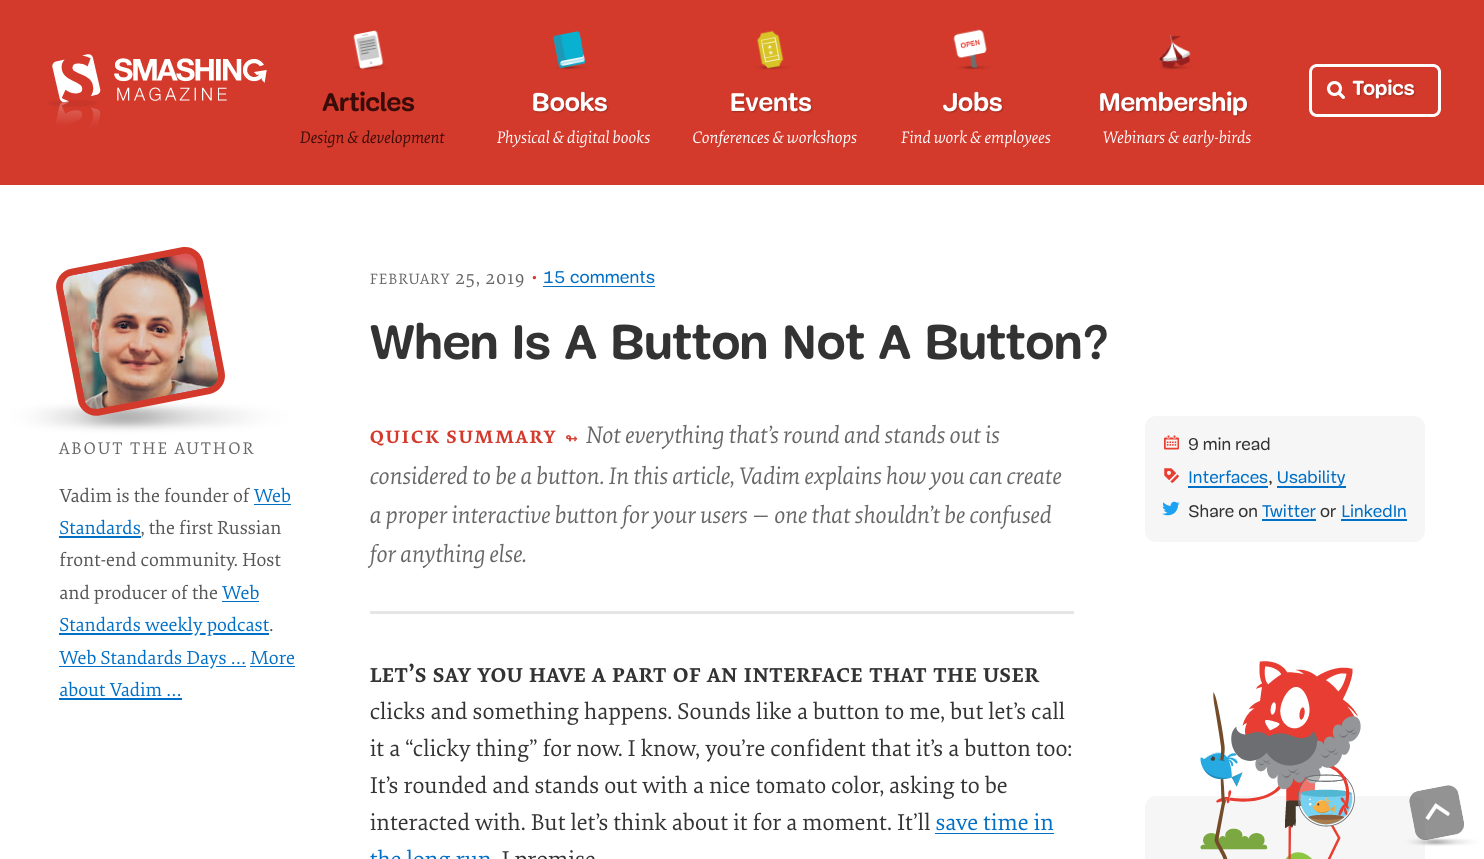 SMASHING
MAGAZINE
Articles
Design & development
Books
Physical & digital books
Events
Conferences & workshops
OPEN
Jobs
Find work & employees
Membership
Webinars & early-birds
Topics
ABOUT THE AUTHOR
Vadim is the founder of Web
Standards, the first Russian
front-end community. Host
and producer of the Web
Standards weekly podcast.
Web Standards Days … More
about Vadim …
FEBRUARY 25, 2019 • 15 comments
When Is A Button Not A Button?
QUICK SUMMARY ↬ Not everything that’s round and stands out is
considered to be a button. In this article, Vadim explains how you can create
a proper interactive button for your users — one that shouldn’t be confused
for anything else.
LET’S SAY YOU HAVE A PART OF AN INTERFACE THAT THE USER
clicks and something happens. Sounds like a button to me, but let’s call
it a “clicky thing” for now. I know, you’re confident that it’s a button too:
It’s rounded and stands out with a nice tomato color, asking to be
interacted with. But let’s think about it for a moment. It’ll save time in
the long run, I promise.
9 min read
Interfaces, Usability
Share on Twitter or LinkedIn